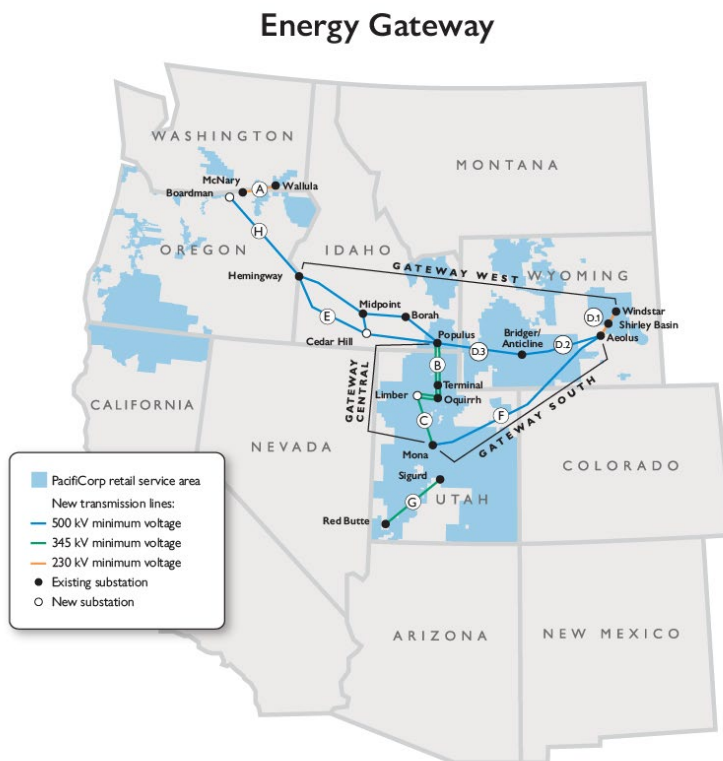 Energy Gateway
WASHINGTON
MONTANA
McNary
A
Wallula
Boardman
H
OREGON
IDAHO
GATEWAY WEST
WYOMING
Hemingway
Midpoint
Borah
E
Cedar Hill
Populus
D.3
Bridger/
Anticline
D.2
D.1
Windstar
Shirley Basin
Aeolus
B
GATEWAY
CENTRAL
Terminal
Limber
Oquirrh
C
F
GATEWAY SOUTH
Mona
CALIFORNIA
NEVADA
COLORADO
Sigurd
UTAH
G
Red Butte
ARIZONA
NEW MEXICO
PacifiCorp retail service area
New transmission lines:
500 kV minimum voltage
345 kV minimum voltage
230 kV minimum voltage
Existing substation
New substation